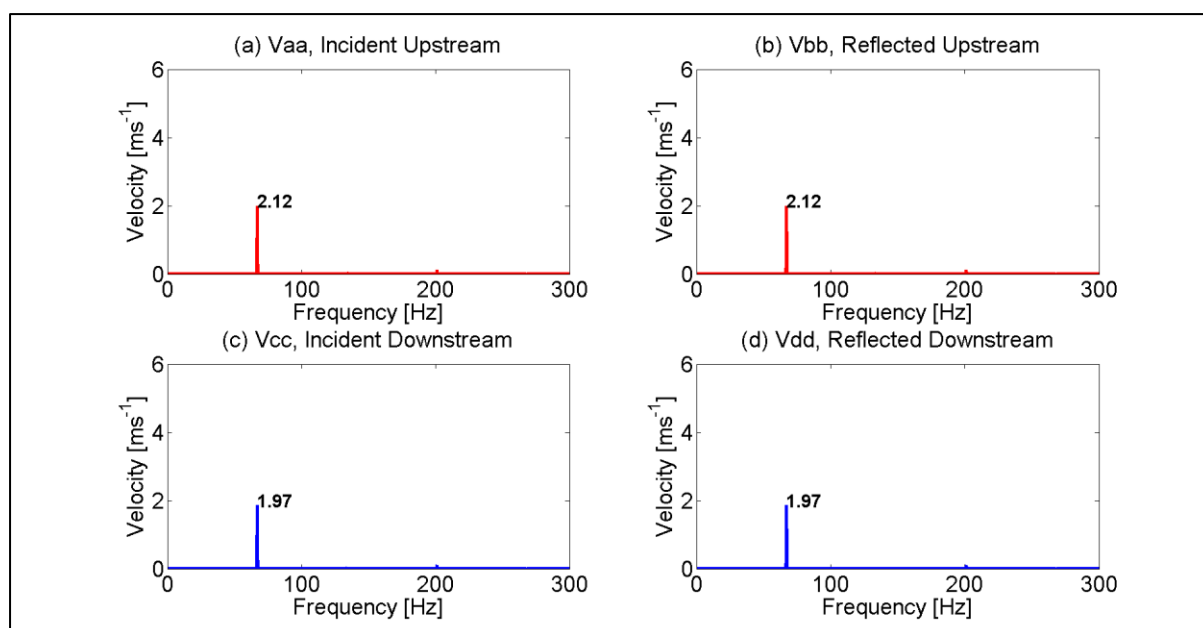 (a) Vaa, Incident Upstream
6
4
2
0
Velocity [ms-1]
2.12
0 100 200 300
Frequency [Hz]
(b) Vbb, Reflected Upstream
6
4
2
0
Velocity [ms-1]
2.12
0 100 200 300
Frequency [Hz]
(c) Vcc, Incident Downstream
6
4
2
0
Velocity [ms-1]
1.97
0 100 200 300
Frequency [Hz]
(d) Vdd, Reflected Downstream
6
4
2
0
Velocity [ms-1]
1.97
0 100 200 300
Frequency [Hz]